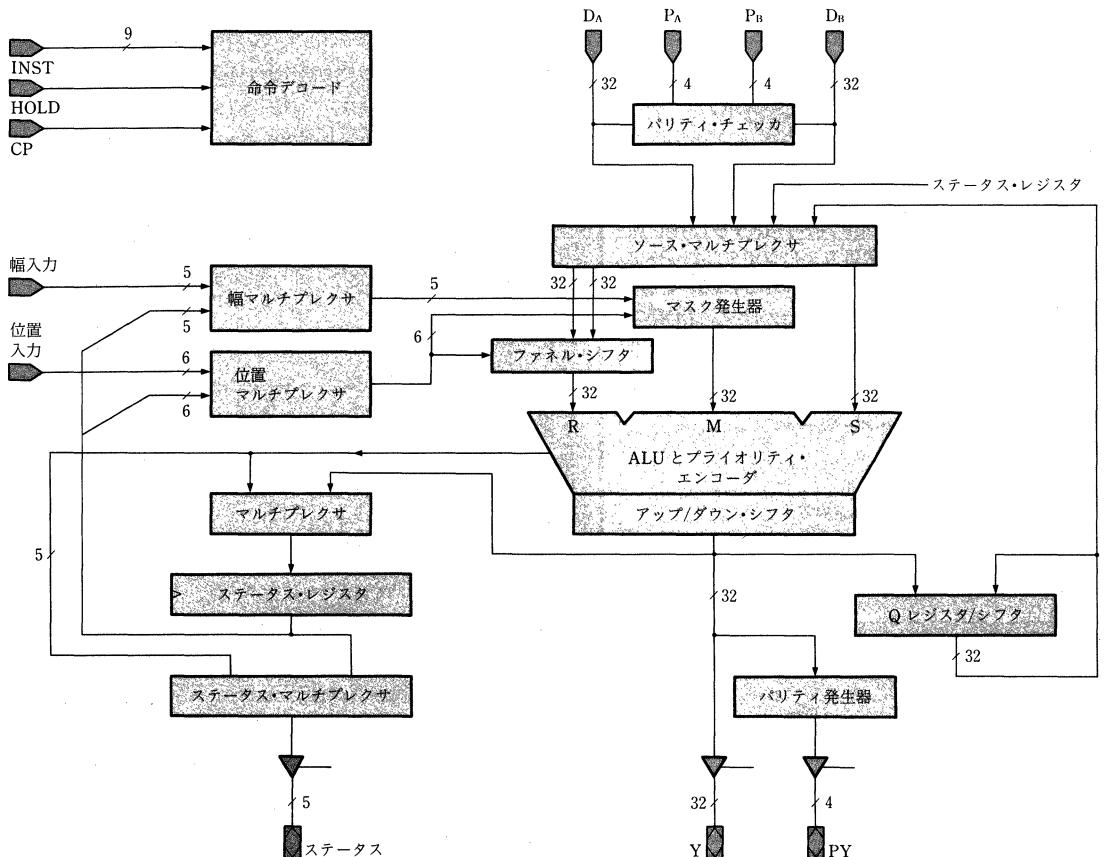 DA
PA
PB
DB
9
INST
HOLD
CP
命令デコード
32
4
4
32
パリティ・チェッカ
ステータス・レジスタ
ソース・マルチプレクサ
幅入力
5
5
幅マルチプレクサ
5
32
32
マスク発生器
位置
入力
6
6
位置
マルチプレクサ
6
ファネル・シフタ
32
32
32
R
M
S
ALUとプライオリティ・
エンコーダ
アップ/ダウン・シフタ
マルチプレクサ
5
ステータス・レジスタ
32
Qレジスタ/シフタ
32
ステータス・マルチプレクサ
パリティ発生器
5
32
4
ステータス
Y
PY